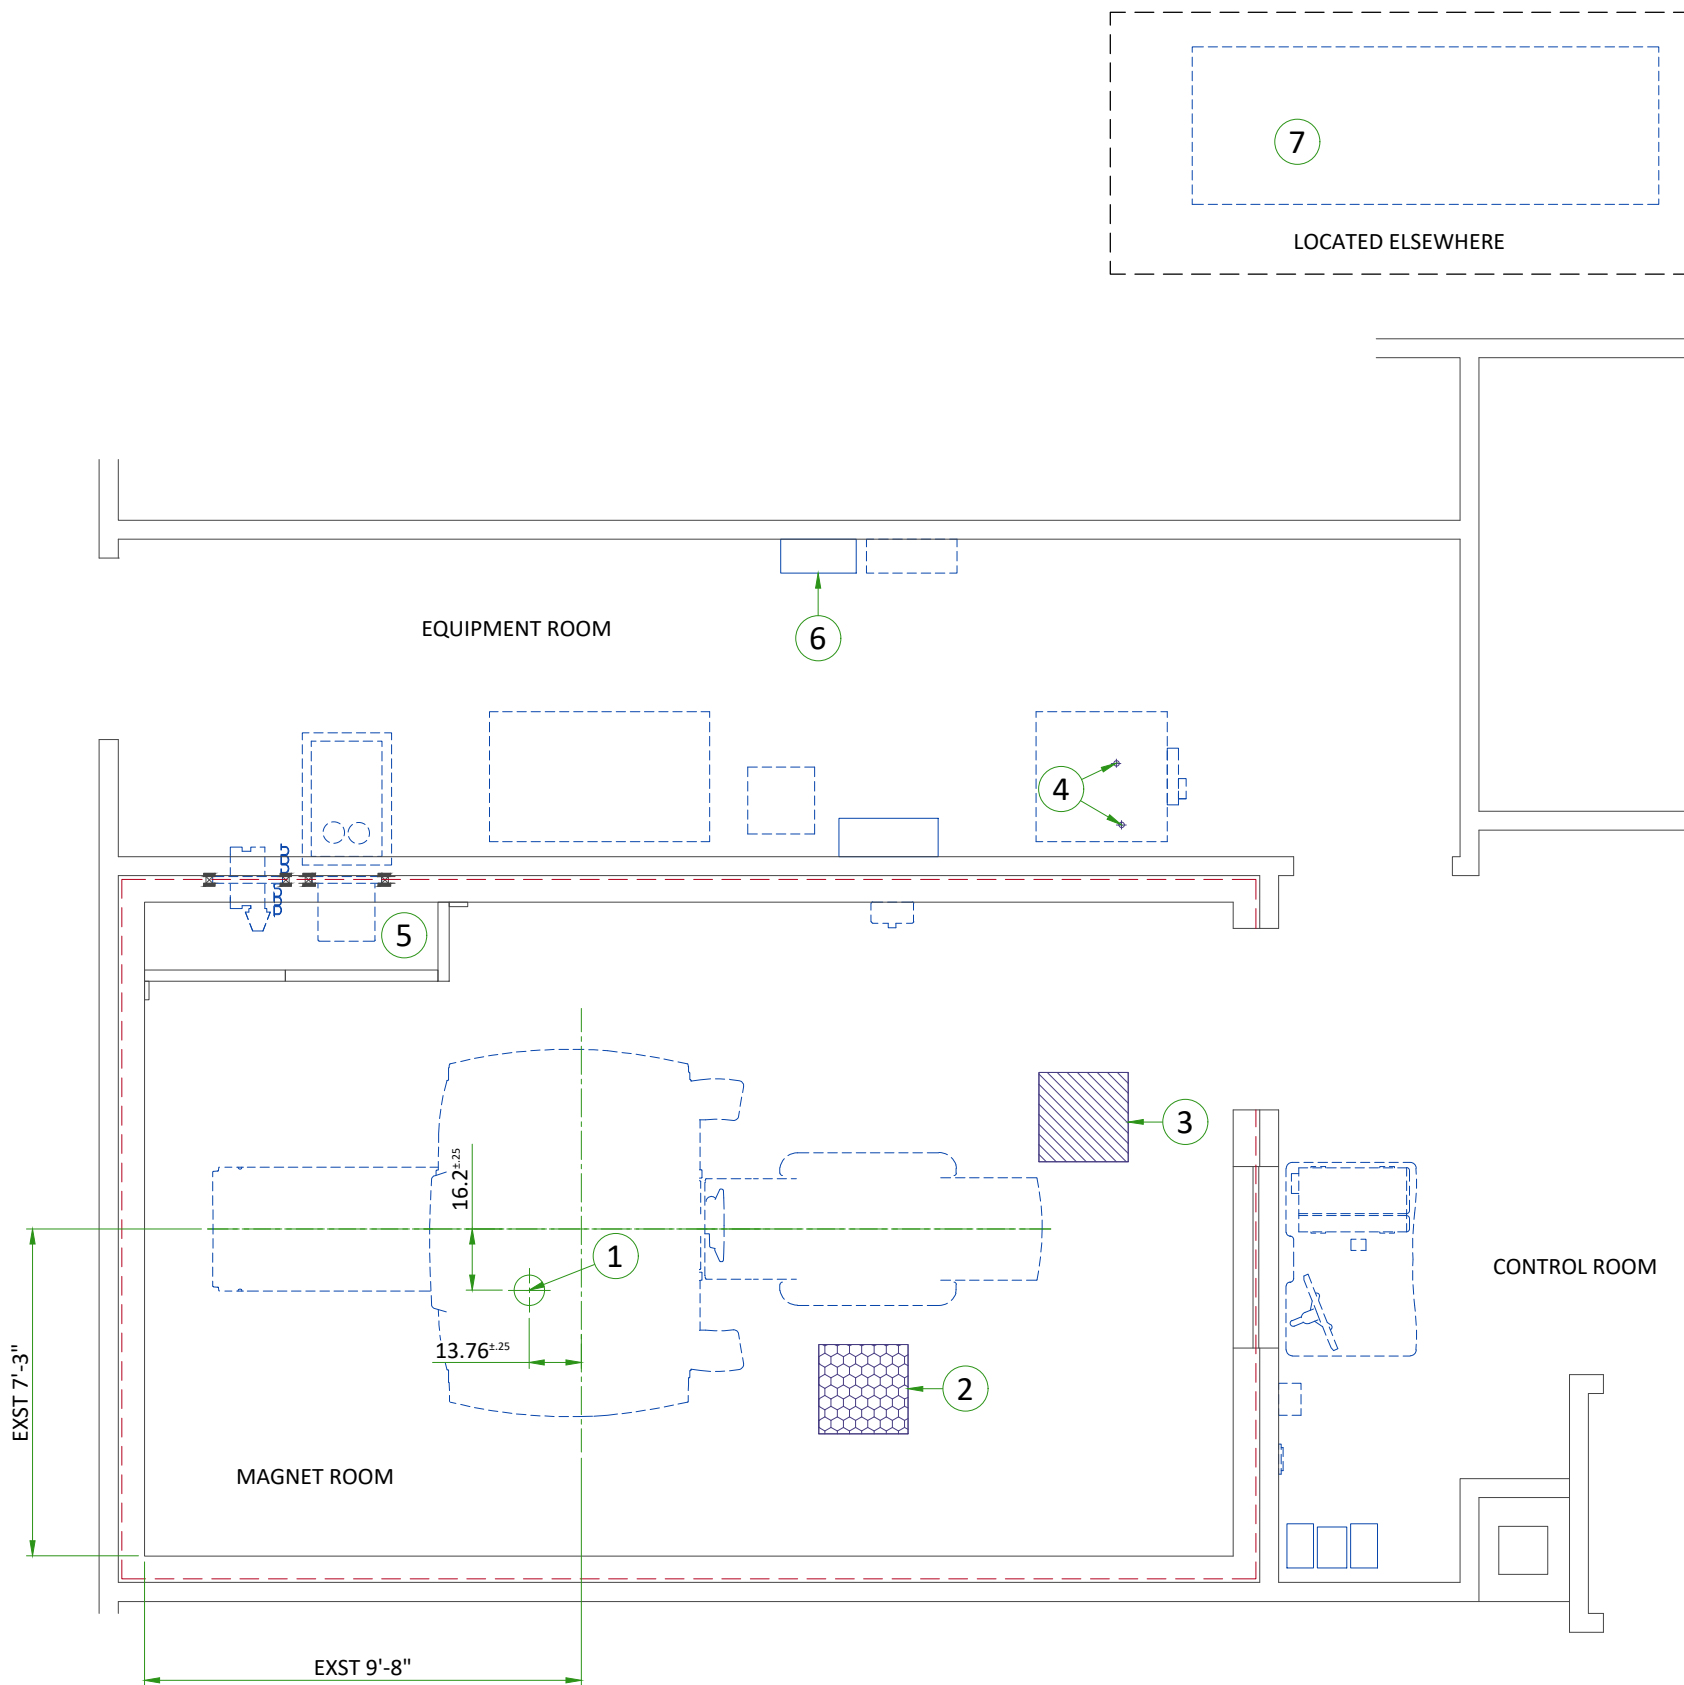 7
LOCATED ELSEWHERE
EQUIPMENT ROOM
6
4
5
3
16.2±.25
1
CONTROL ROOM
13.76±.25
2
EXST 7'-3"
MAGNET ROOM
EXST 9'-8"